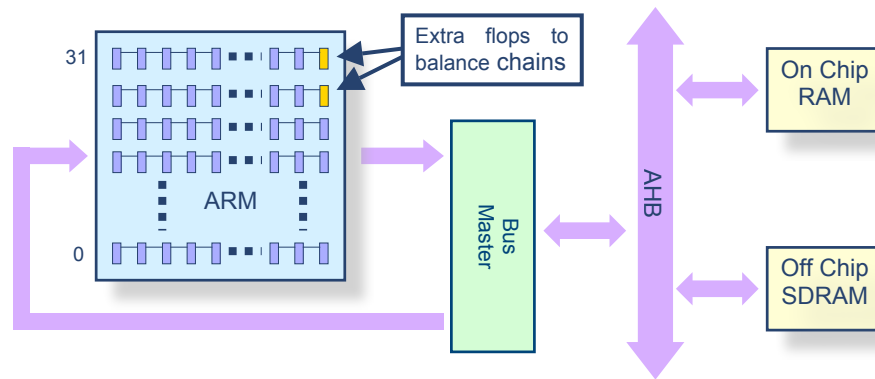 31
Extra flops to
balance chains
On Chip
RAM
ARM
Bus
Master
AHB
0
Off Chip
SDRAM